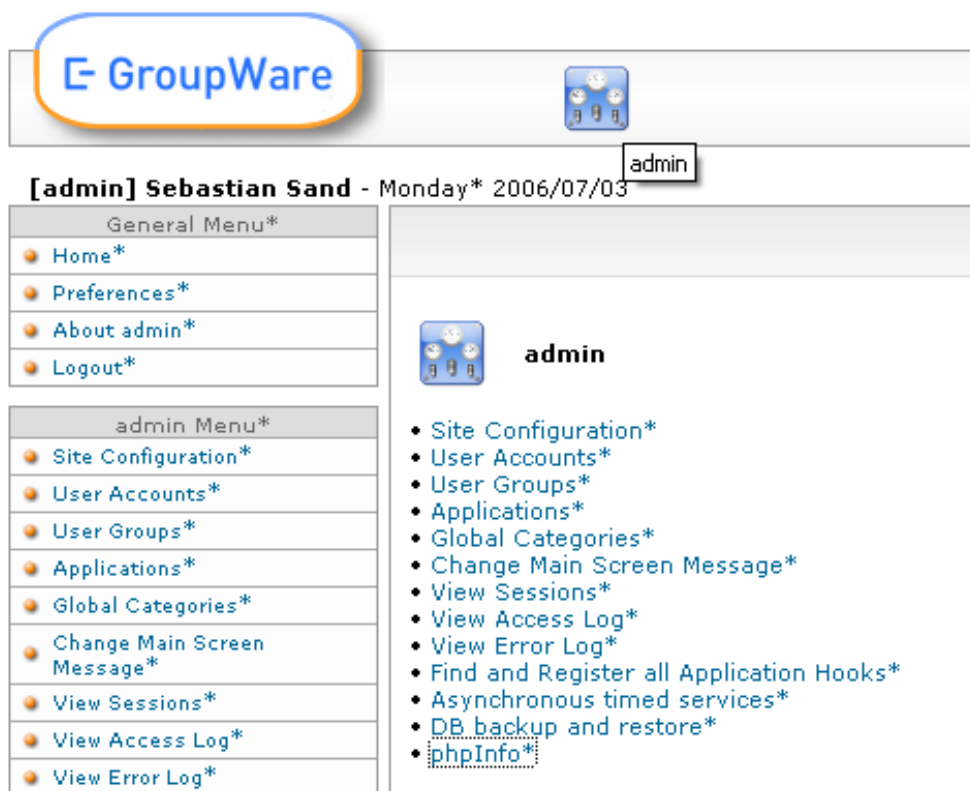 E- GroupWare
admin
[admin] Sebastian Sand - Monday* 2006/07/03
General Menu*
Home*
Preferences*
About admin*
Logout*
admin Menu*
Site Configuration*
User Accounts*
User Groups*
Applications*
Global Categories*
Change Main Screen
Message*
View Sessions*
View Access Log*
View Error Log*
admin
• Site Configuration*
• User Accounts*
• User Groups*
• Applications*
• Global Categories*
• Change Main Screen Message*
• View Sessions*
• View Access Log*
• View Error Log*
• Find and Register all Application Hooks*
• Asynchronous timed services*
• DB backup and restore*
• phpInfo*